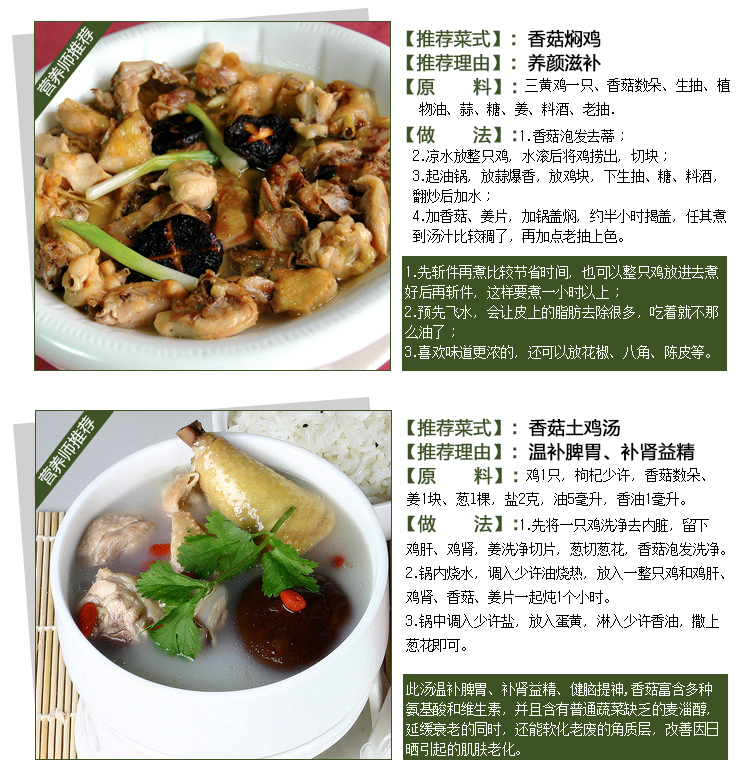 营养师推荐
【推荐菜式】：香菇焖鸡
【推荐理由】：养颜滋补
【原　　料】：三黄鸡一只、香菇数朵、生抽、植
物油、蒜、糖、姜、料酒、老抽.
【做　　法】：1.香菇泡发去蒂；
2.凉水放整只鸡，水滚后将鸡捞出，切块；
3.起油锅，放蒜爆香，放鸡块，下生抽、糖、料酒，
翻炒后加水；
4.加香菇、姜片，加锅盖焖，约半小时揭盖，任其煮
到汤汁比较稠了，再加点老抽上色。
1.先斩件再煮比较节省时间，也可以整只鸡放进去煮
好后再斩件，这样要煮一小时以上；
2.预先飞水，会让皮上的脂肪去除很多，吃着就不那
么油了；
3.喜欢味道更浓的，还可以放花椒、八角、陈皮等。
营养师推荐
【推荐菜式】：香菇土鸡汤
【推荐理由】：温补脾胃、补肾益精
【原　　料】：鸡1只，枸杞少许，香菇数朵、
姜1块、葱1棵，盐2克，油5毫升，香油1毫升。
【做　　法】：1.先将一只鸡洗净去内脏，留下
鸡肝、鸡肾，姜洗净切片，葱切葱花，香菇泡发洗净。
2.锅内烧水，调入少许油烧热，放入一整只鸡和鸡肝、
鸡肾、香菇、姜片一起炖1个小时。
3.锅中调入少许盐，放入蛋黄，淋入少许香油，撒上
葱花即可。
此汤温补脾胃、补肾益精、健脑提神,香菇富含多种
氨基酸和维生素，并且含有普通蔬菜缺乏的麦淄醇，
延缓衰老的同时，还能软化老废的角质层，改善因日
晒引起的肌肤老化。